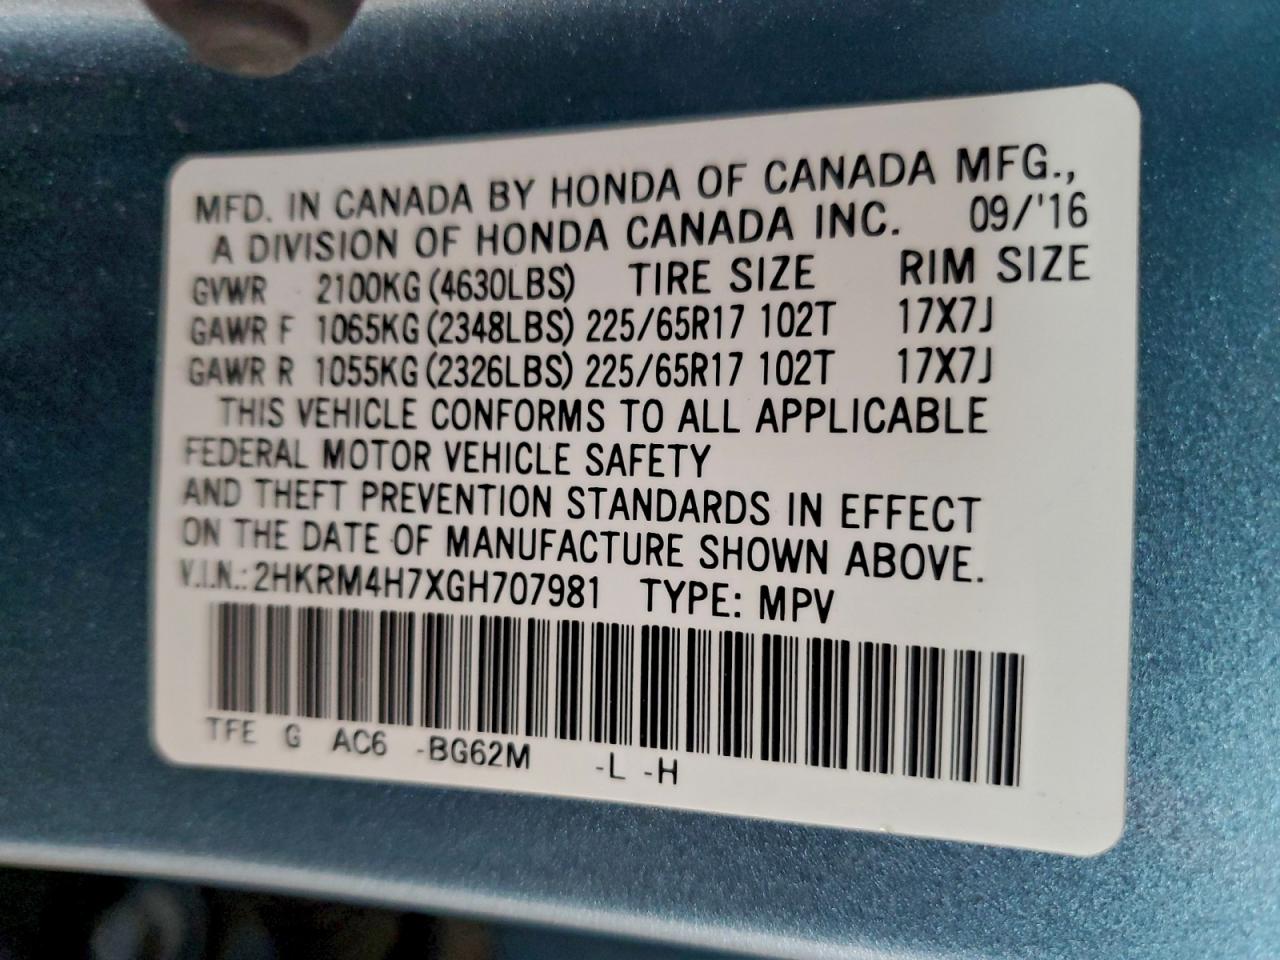 MFD. IN CANADA BY HONDA OF CANADA MFG.,
A DIVISION OF HONDA CANADA INC. 09/'16
GVWR 2100KG (4630LBS) TIRE SIZE RIM SIZE
GAWR F 1065KG (2348LBS) 225/65R17 102T 17X7J
GAWR R 1055KG (2326LBS) 225/65R17 102T 17X7J
THIS VEHICLE CONFORMS TO ALL APPLICABLE
FEDERAL MOTOR VEHICLE SAFETY
AND THEFT PREVENTION STANDARDS IN EFFECT
ON THE DATE OF MANUFACTURE SHOWN ABOVE.
V.I.N.: 2HKRM4H7XGH707981 TYPE: MPV
TFE G AC6 -BG62M -L -H